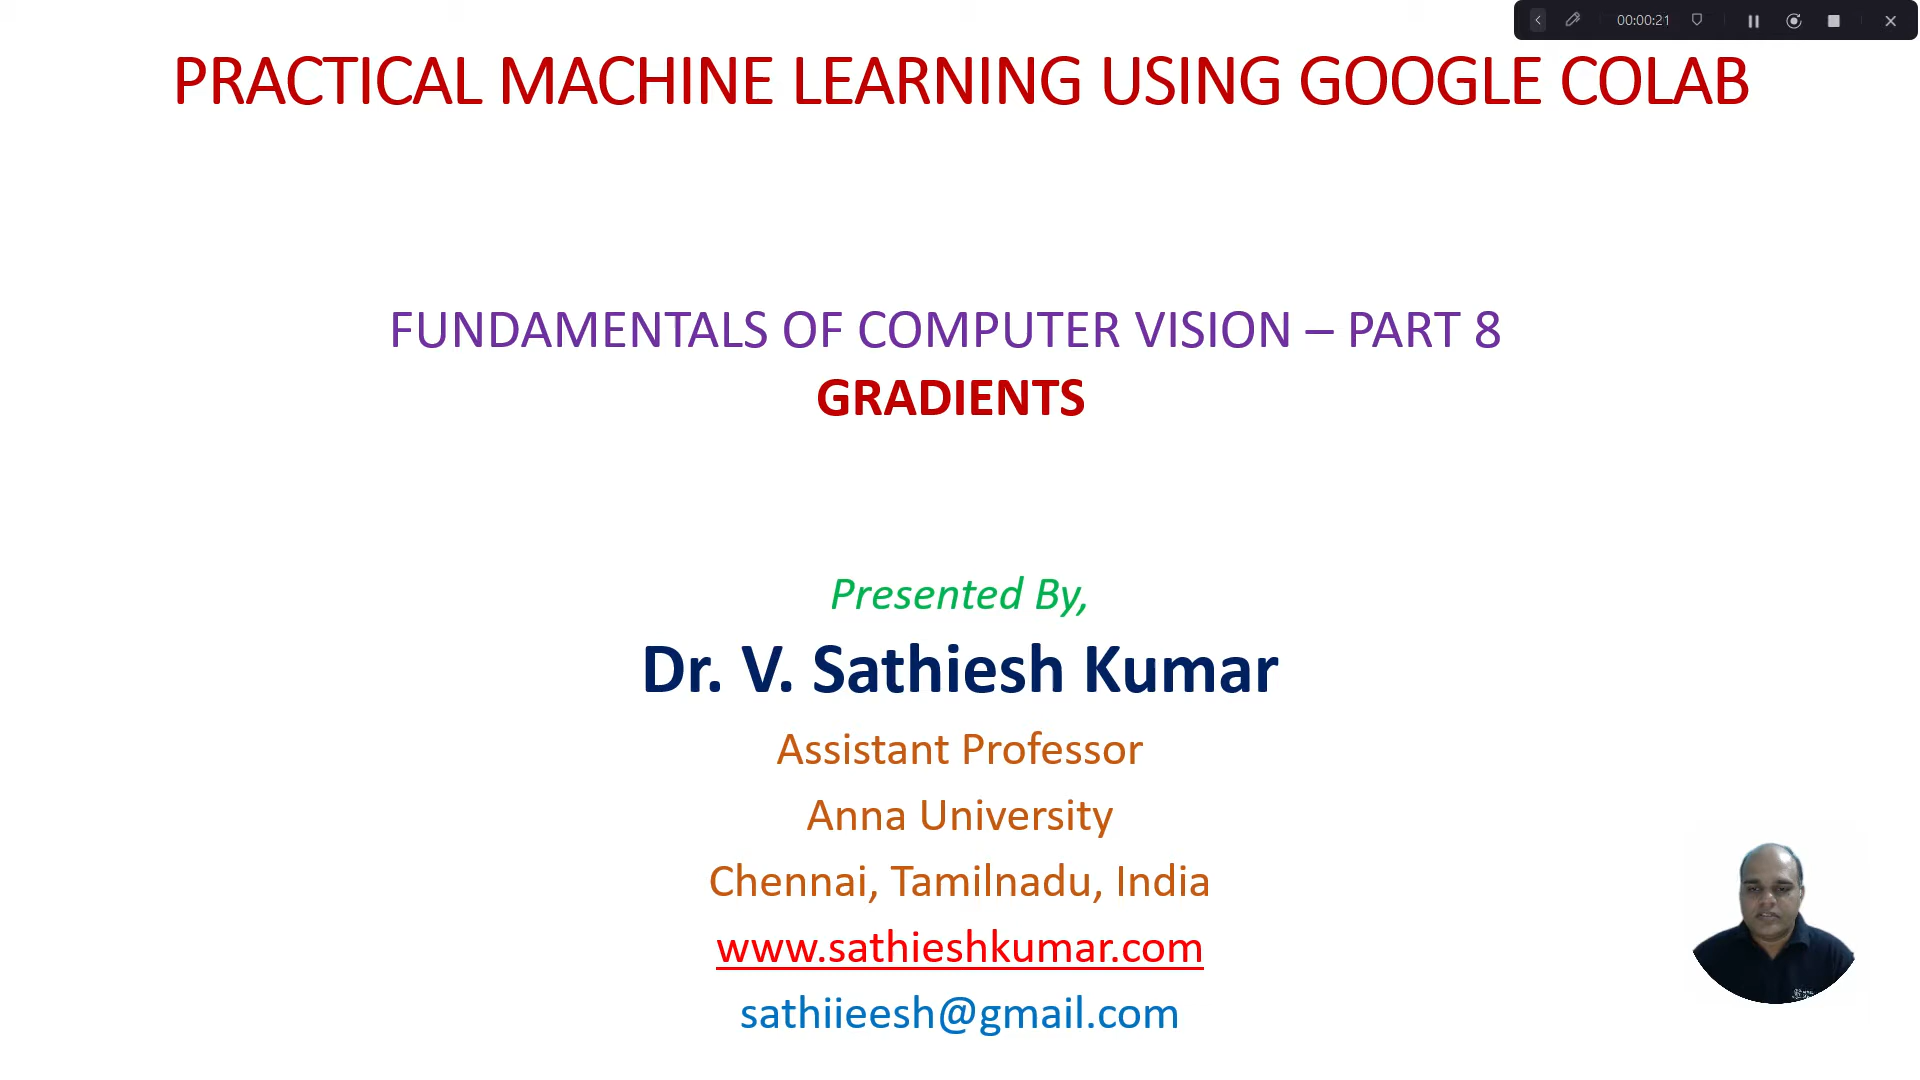 00:00:21
PRACTICAL MACHINE LEARNING USING GOOGLE COLAB
FUNDAMENTALS OF COMPUTER VISION – PART 8
GRADIENTS
Presented By,
Dr. V. Sathiesh Kumar
Assistant Professor
Anna University
Chennai, Tamilnadu, India
www.sathieshkumar.com
sathiieesh@gmail.com